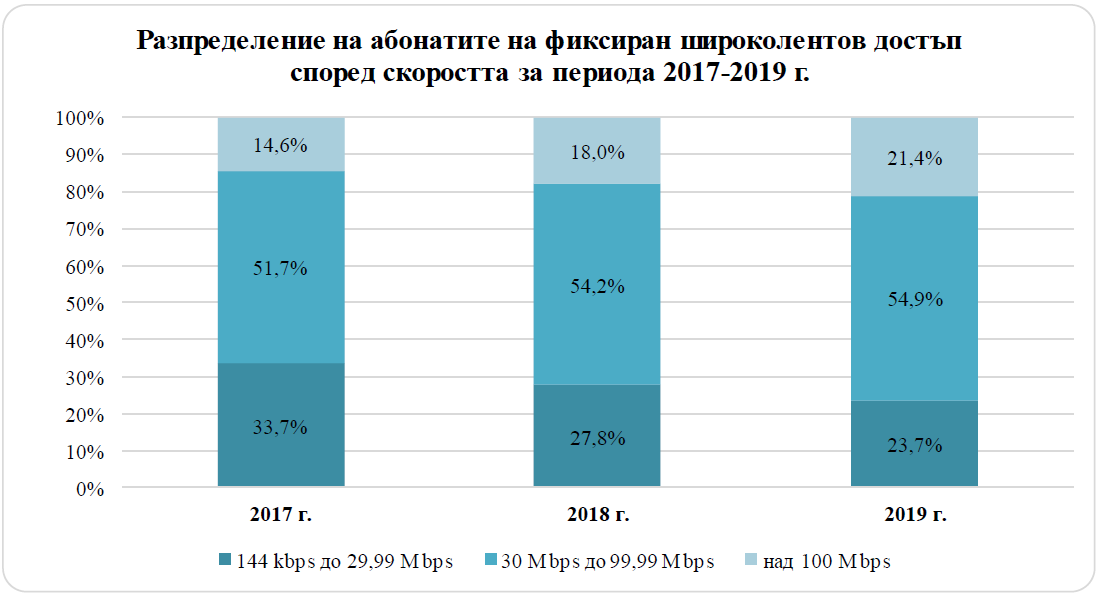 Разпределение на абонатите на фиксиран широколентов достъп
според скоростта за периода 2017-2019 г.
100%
90%
80%
70%
60%
50%
40%
30%
20%
10%
0%
14,6%
18,0%
21,4%
51,7%
54,2%
54,9%
33,7%
27,8%
23,7%
2017 г.
2018 г.
2019 г.
144 kbps до 29,99 Mbps
30 Mbps до 99,99 Mbps
над 100 Mbps